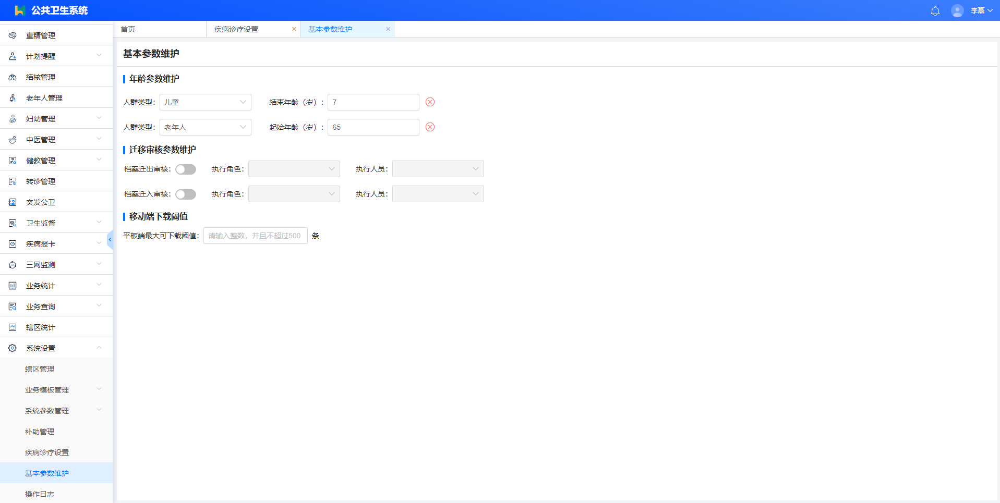 公共卫生系统
李磊
重精管理
计划提醒
结核管理
老年人管理
妇幼管理
中医管理
健教管理
转诊管理
突发公卫
卫生监督
疾病报卡
三网监测
业务统计
业务查询
辖区统计
系统设置
辖区管理
业务模板管理
系统参数管理
补助管理
疾病诊疗设置
基本参数维护
操作日志
首页 疾病诊疗设置 基本参数维护
基本参数维护
年龄参数维护
人群类型： 儿童 结束年龄（岁）： 7
人群类型： 老年人 起始年龄（岁）： 65
迁移审核参数维护
档案迁出审核： 执行角色： 执行人员：
档案迁入审核： 执行角色： 执行人员：
移动端下载阈值
平板端最大可下载阈值： 请输入整数，并且不超过500 条